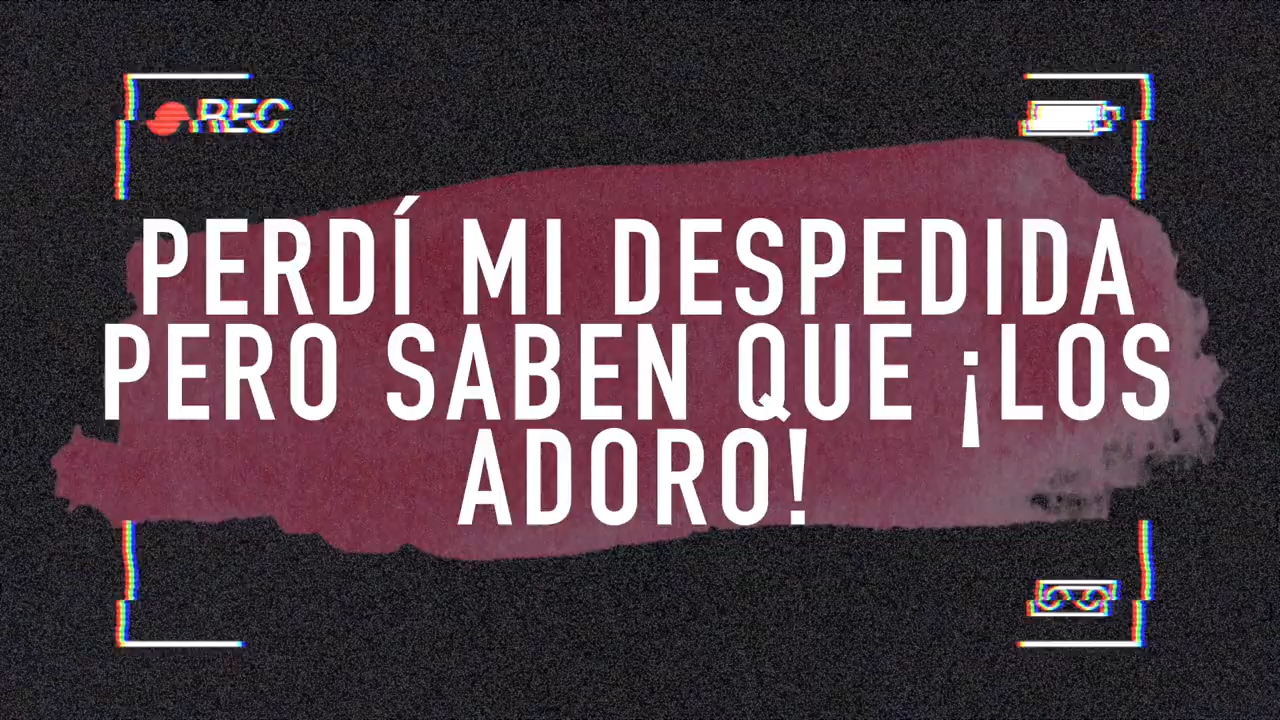 REC
PERDÍ MI DESPEDIDA
PERO SABEN QUE ¡LOS
ADORO!